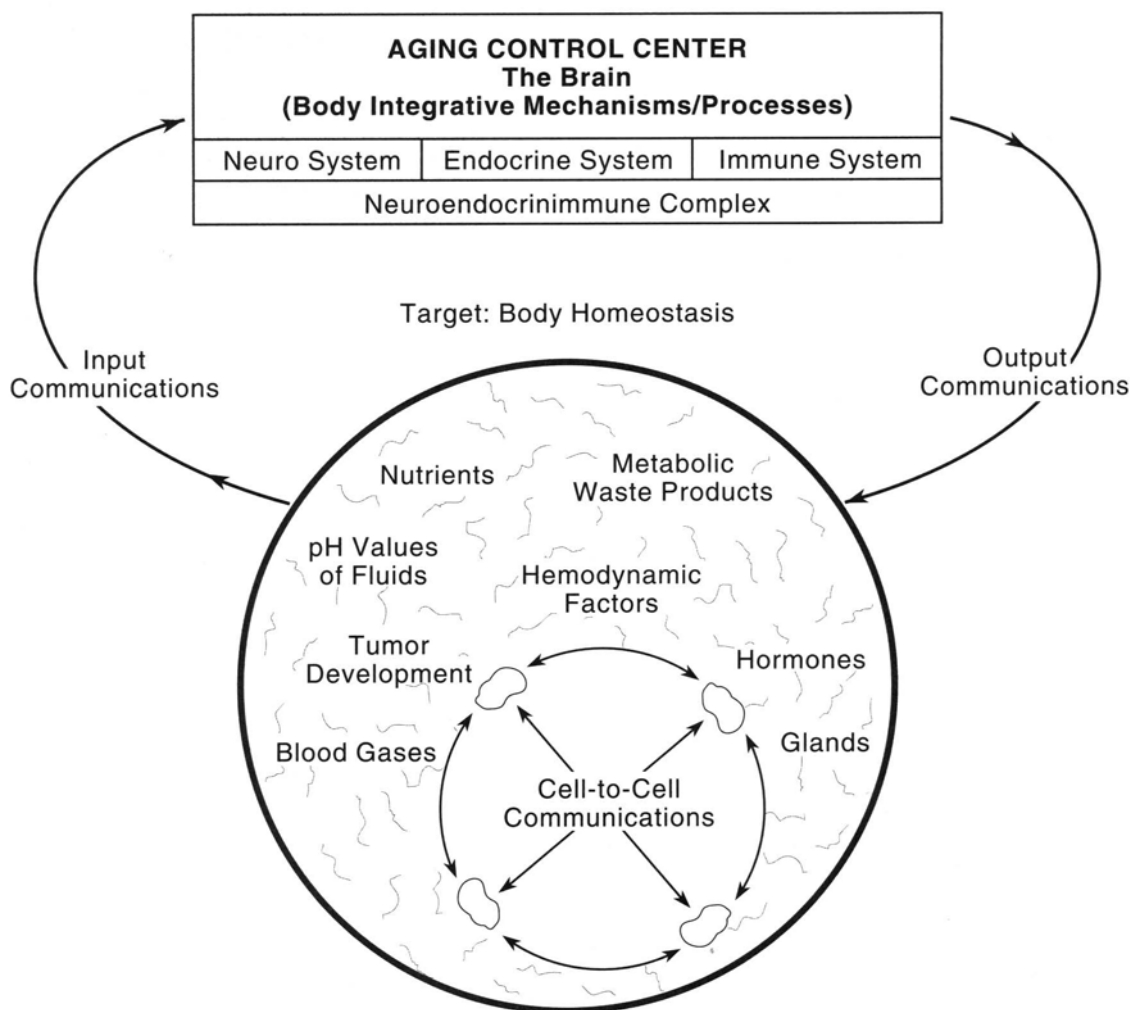 AGING CONTROL CENTER
The Brain
(Body Integrative Mechanisms/Processes)
Neuro System
Endocrine System
Immune System
Neuroendocrinimmune Complex
Target: Body Homeostasis
Input
Communications
Output
Communications
Nutrients
Metabolic
Waste Products
pH Values
of Fluids
Hemodynamic
Factors
Tumor
Development
Hormones
Blood Gases
Glands
Cell-to-Cell
Communications